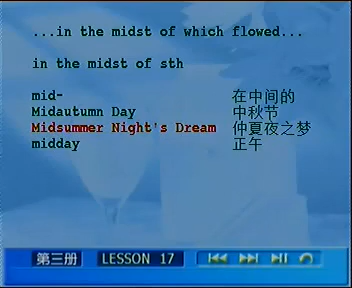 ...in the midst of which flowed...
in the midst of sth
mid- 在中间的
Midautumn Day 中秋节
Midsummer Night's Dream 仲夏夜之梦
midday 正午
第三册 LESSON 17